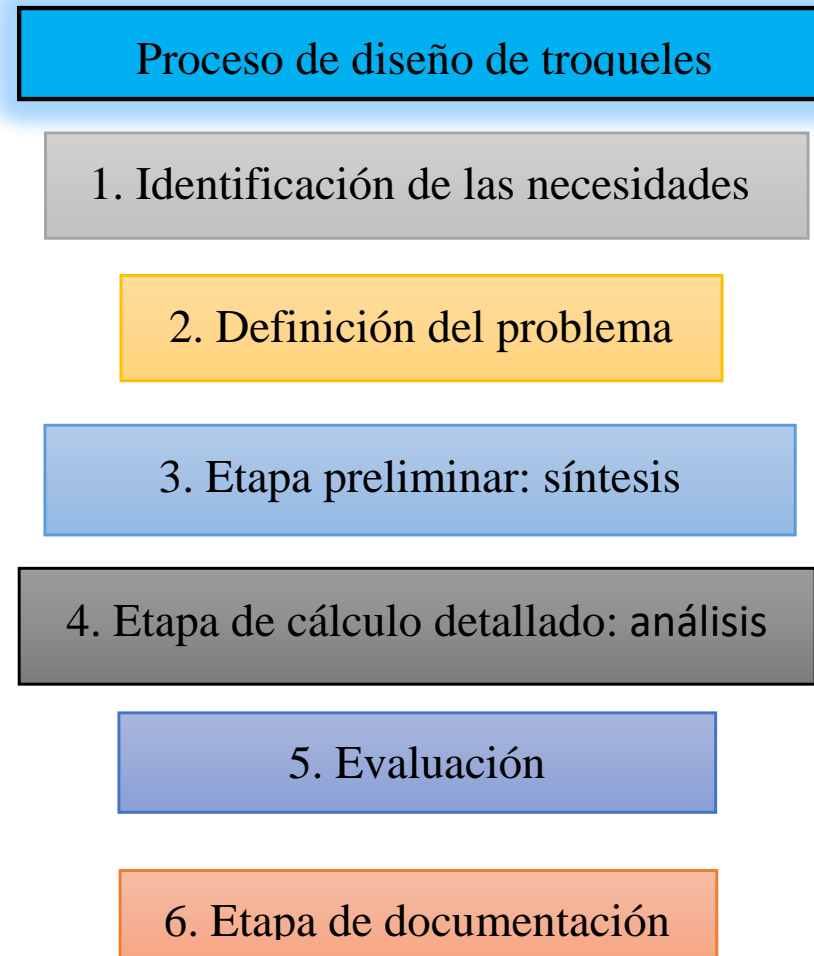 Proceso de diseño de troqueles
1. Identificación de las necesidades
2. Definición del problema
3. Etapa preliminar: síntesis
4. Etapa de cálculo detallado: análisis
5. Evaluación
6. Etapa de documentación